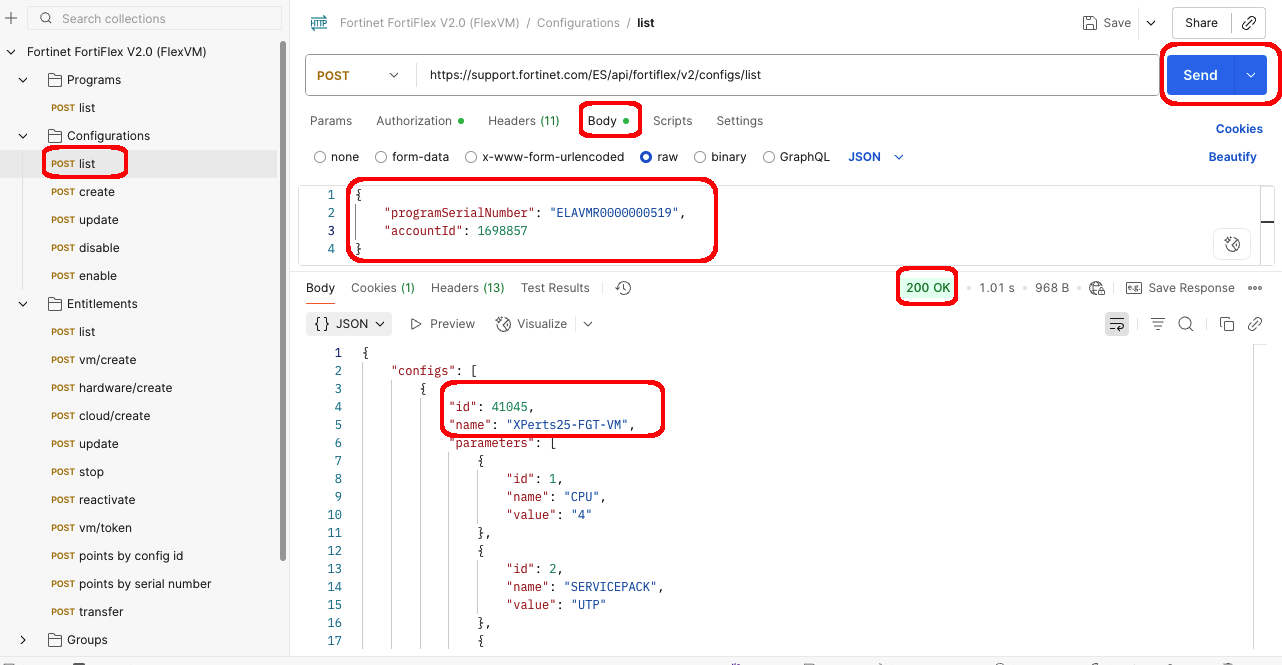 Search collections
Fortinet FortiFlex V2.0 (FlexVM)
Programs
POST list
Configurations
POST list
POST create
POST update
POST disable
POST enable
Entitlements
POST list
POST vm/create
POST hardware/create
POST cloud/create
POST update
POST stop
POST reactivate
POST vm/token
POST points by config id
POST points by serial number
POST transfer
Groups
HTTP Fortinet FortiFlex V2.0 (FlexVM) / Configurations / list
Save Share
POST https://support.fortinet.com/ES/api/fortiflex/v2/configs/list Send
Params Authorization Headers (11) Body Scripts Settings
Cookies
none form-data x-www-form-urlencoded raw binary GraphQL JSON Beautify
1 {
2 "programSerialNumber": "ELAVMR0000000519",
3 "accountId": 1698857
4 }
Body Cookies (1) Headers (13) Test Results 200 OK 1.01 s 968 B e.g. Save Response
{} JSON Preview Visualize
1 {
2 "configs": [
3 {
4 "id": 41045,
5 "name": "XPerts25-FGT-VM",
6 "parameters": [
7 {
8 "id": 1,
9 "name": "CPU",
10 "value": "4"
11 },
12 {
13 "id": 2,
14 "name": "SERVICEPACK",
15 "value": "UTP"
16 },
17 {